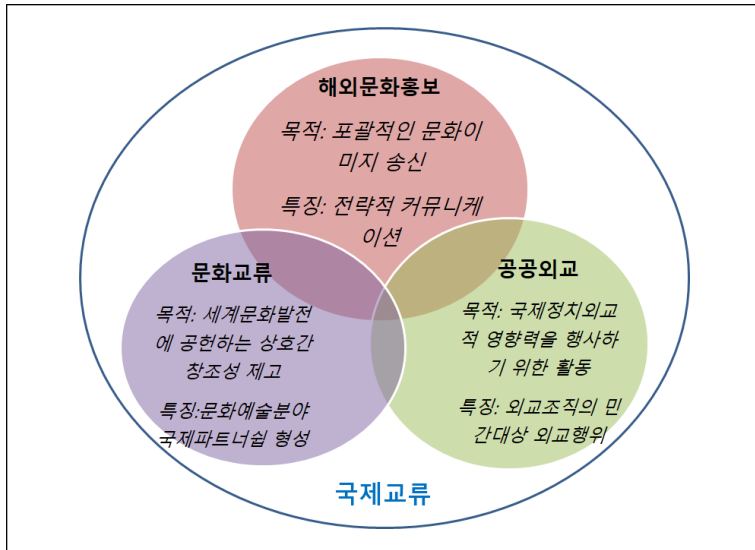 해외문화홍보
목적: 포괄적인 문화이
미지 송신
특징: 전략적 커뮤니케
이션
문화교류
목적: 세계문화발전
에 공헌하는 상호간
창조성 제고
특징:문화예술분야
국제파트너쉽 형성
공공외교
목적: 국제정치외교
적 영향력을 행사하
기 위한 활동
특징: 외교조직의 민
간대상 외교행위
국제교류